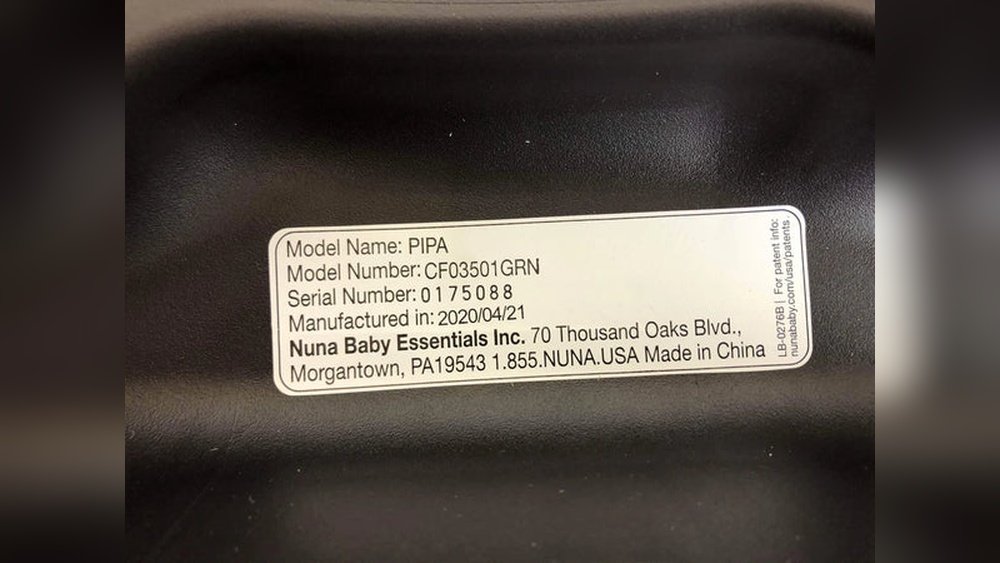 Model Name: PIPA
Model Number: CF03501GRN
Serial Number: 0175088
Manufactured in: 2020/04/21
Nuna Baby Essentials Inc. 70 Thousand Oaks Blvd.,
Morgantown, PA19543 1.855.NUNA.USA Made in China
LB-0276B | For patent info:
nunababy.com/usa/patents.